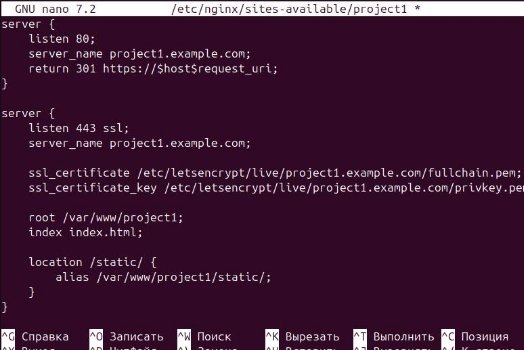 GNU nano 7.2 /etc/nginx/sites-available/project1 *
server {
    listen 80;
    server_name project1.example.com;
    return 301 https://$host$request_uri;
}

server {
    listen 443 ssl;
    server_name project1.example.com;

    ssl_certificate /etc/letsencrypt/live/project1.example.com/fullchain.pem;
    ssl_certificate_key /etc/letsencrypt/live/project1.example.com/privkey.pem

    root /var/www/project1;
    index index.html;

    location /static/ {
        alias /var/www/project1/static/;
    }
}
^G Справка ^O Записать ^W Поиск ^K Вырезать ^T Выполнить ^C Позиция